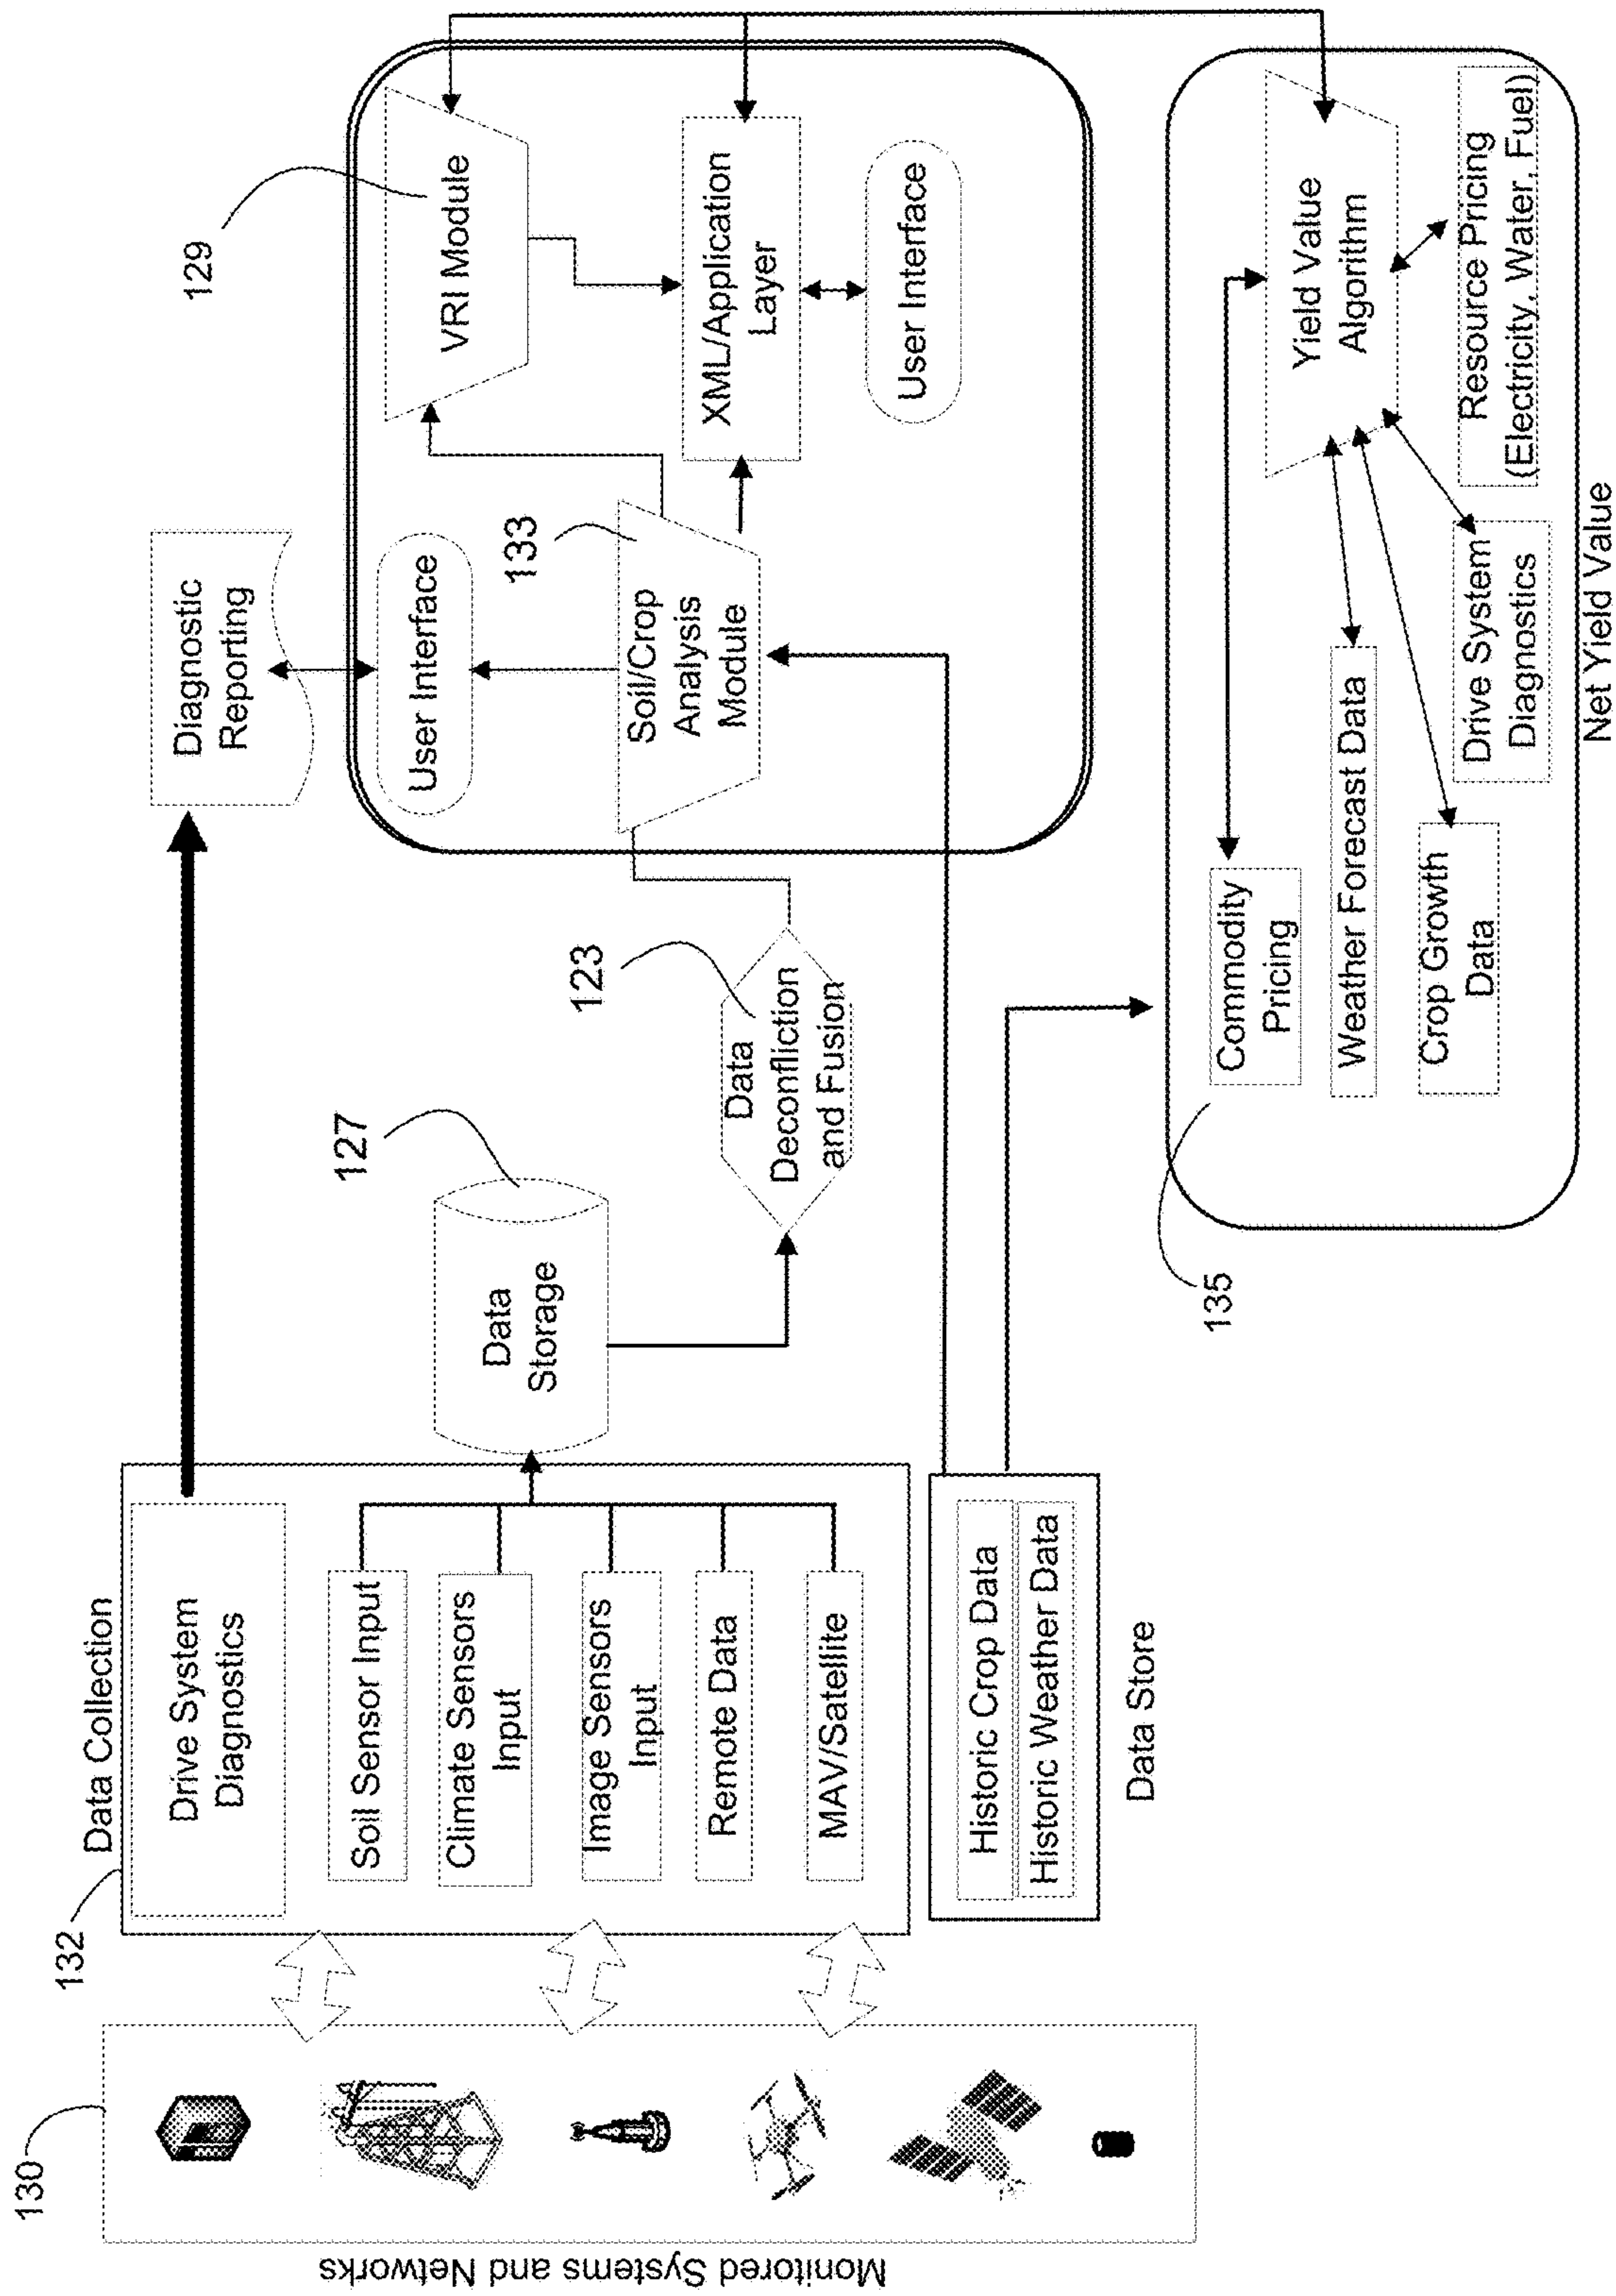 130
Monitored Systems and Networks
132
Data Collection
Drive System
Diagnostics
Soil Sensor Input
Climate Sensors
Input
Image Sensors
Input
Remote Data
MAV/Satellite
Historic Crop Data
Historic Weather Data
Data Store
127
Data
Storage
123
Data
Deconfliction
and Fusion
Diagnostic
Reporting
User Interface
133
Soil/Crop
Analysis
Module
129
VRI Module
XML/Application
Layer
User Interface
135
Commodity
Pricing
Weather Forecast Data
Crop Growth
Data
Drive System
Diagnostics
Yield Value
Algorithm
Resource Pricing
(Electricity, Water, Fuel)
Net Yield Value